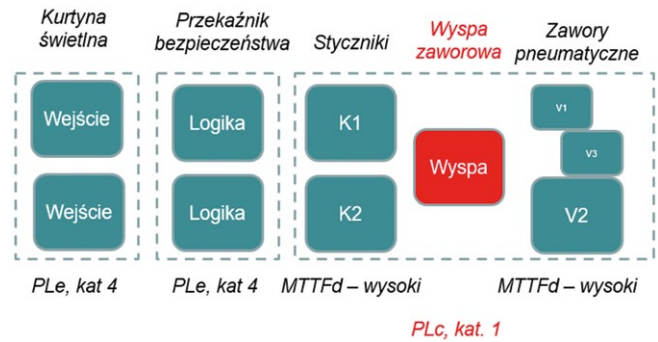 Kurtyna
świetlna
Przekaźnik
bezpieczeństwa
Styczniki
Wyspa
zaworowa
Zawory
pneumatyczne
Wejście
Logika
K1
V1
Wyspa
V3
Wejście
Logika
K2
V2
PLe, kat 4
PLe, kat 4
MTTFd – wysoki
MTTFd – wysoki
PLc, kat. 1